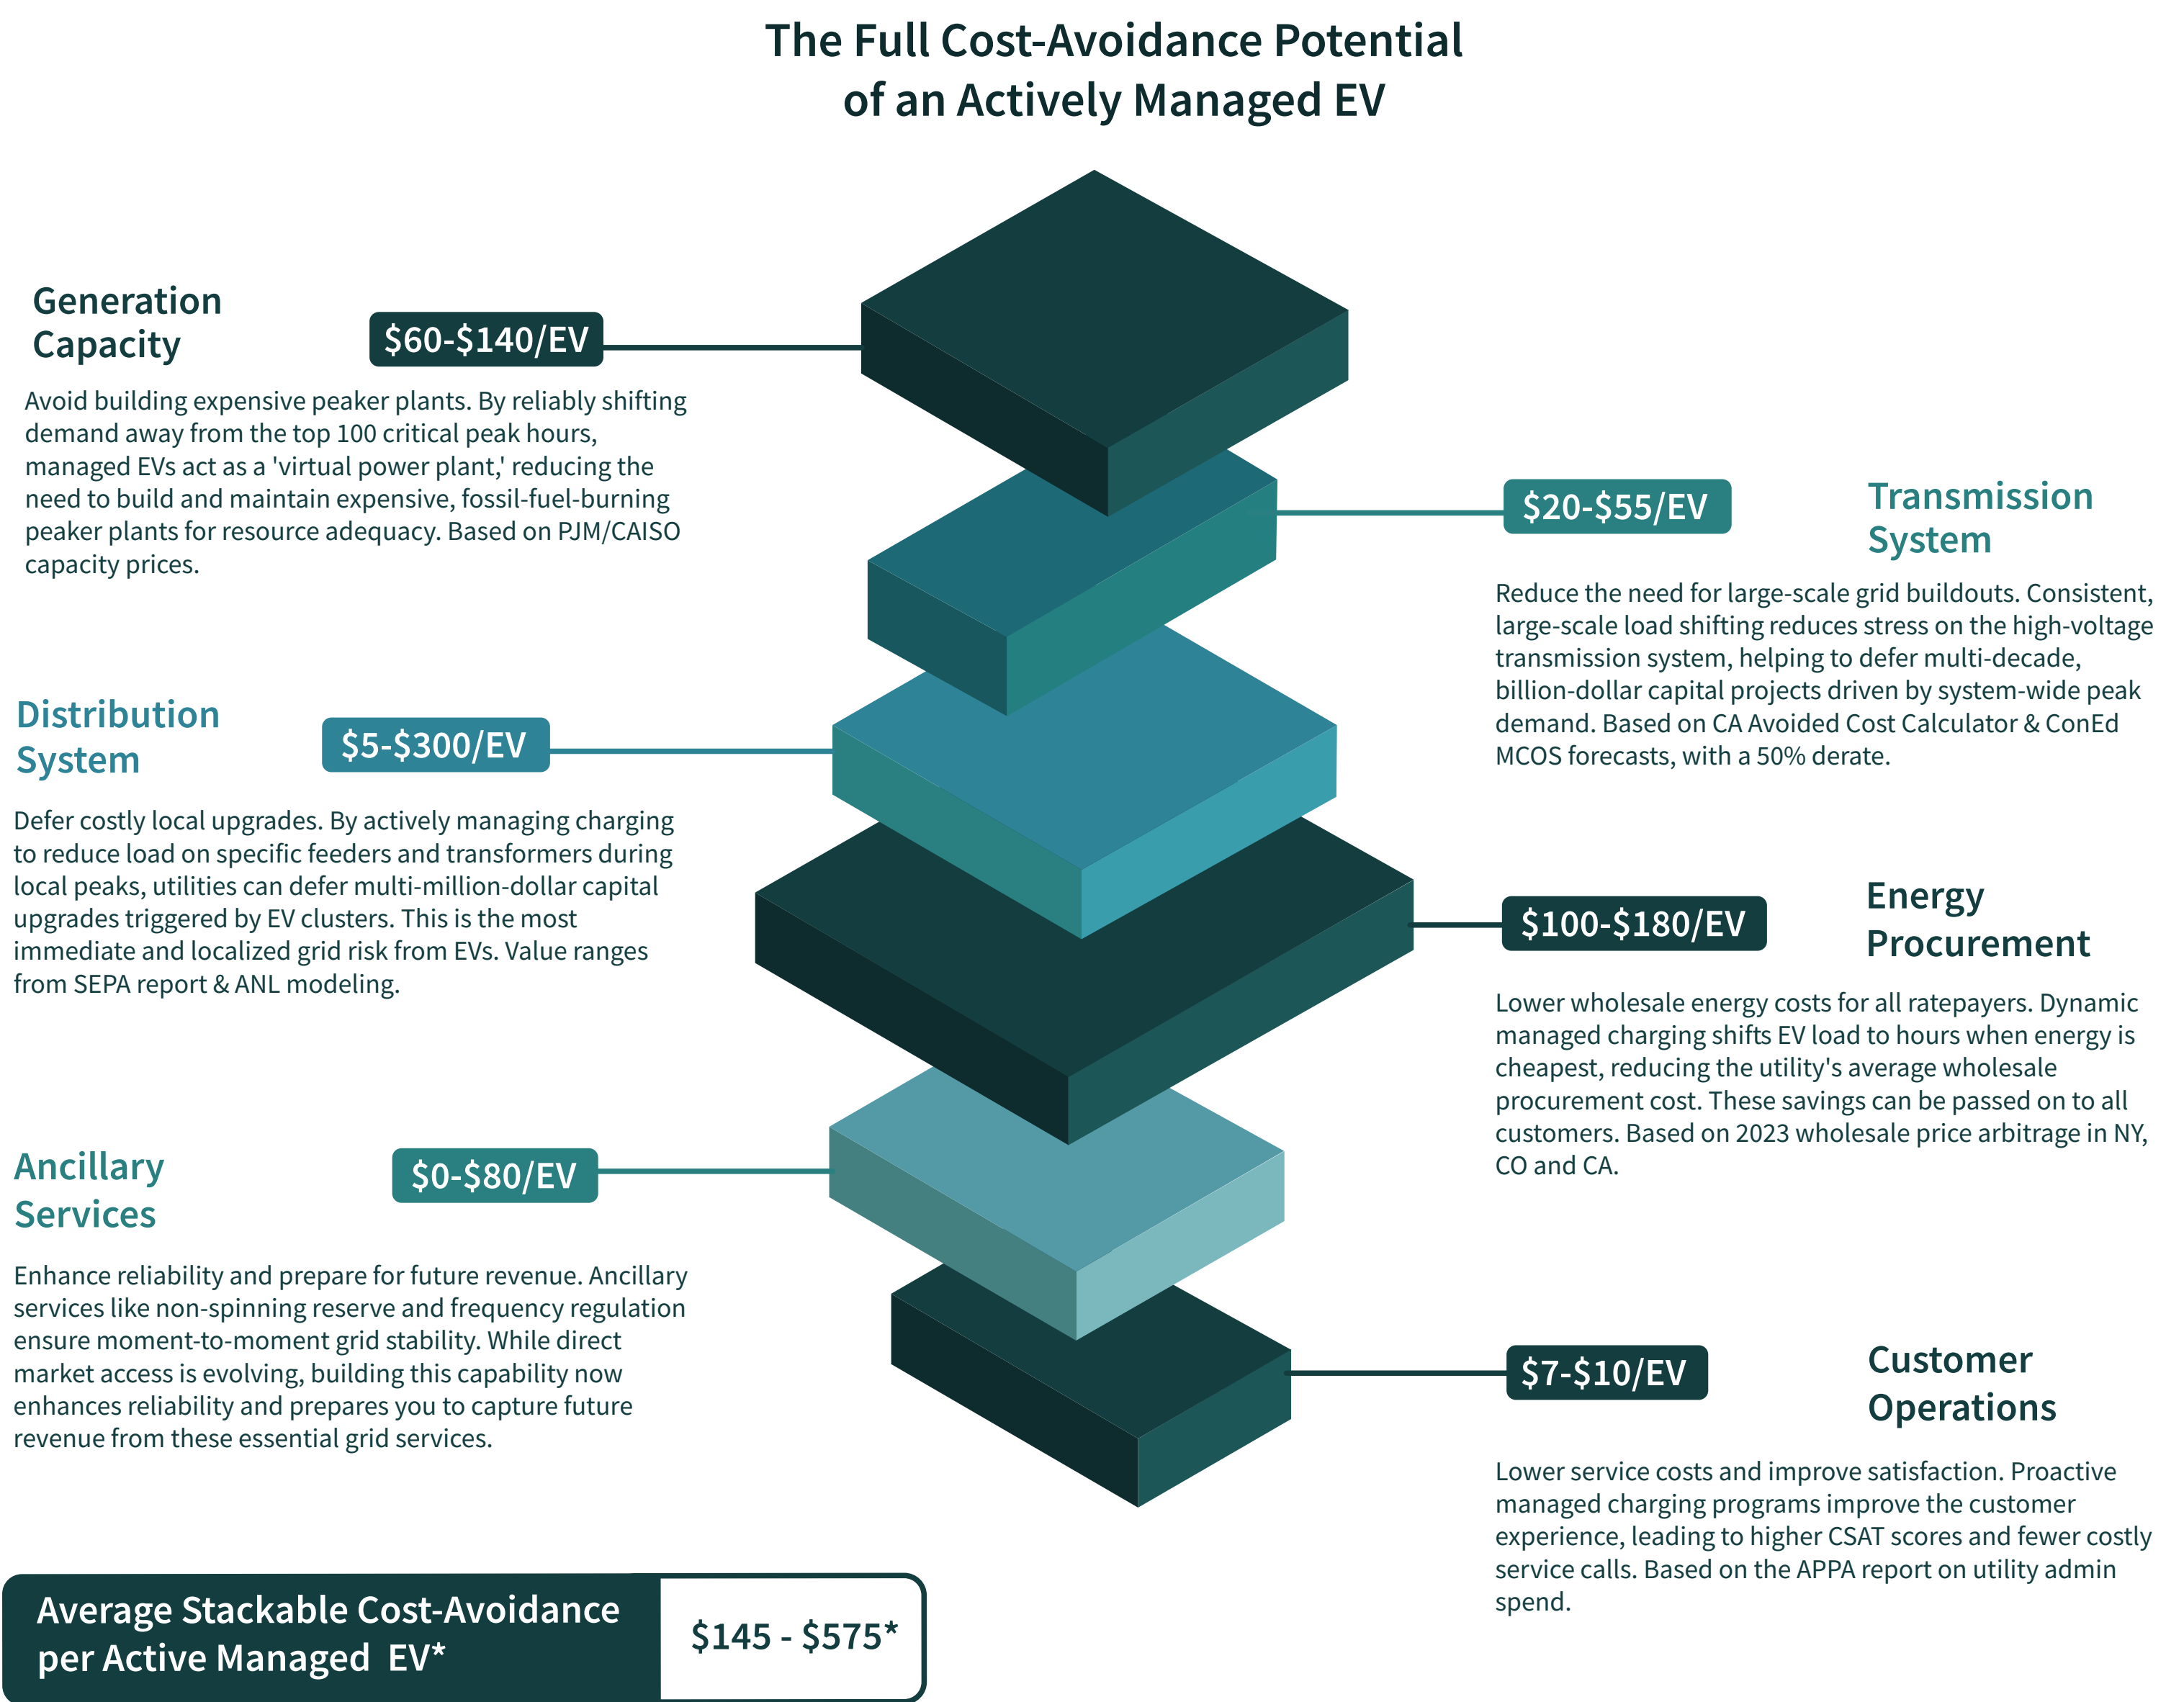 The Full Cost-Avoidance Potential
of an Actively Managed EV
Generation
Capacity
$60-$140/EV
Avoid building expensive peaker plants. By reliably shifting
demand away from the top 100 critical peak hours,
managed EVs act as a 'virtual power plant,' reducing the
need to build and maintain expensive, fossil-fuel-burning
peaker plants for resource adequacy. Based on PJM/CAISO
capacity prices.
$20-$55/EV
Transmission
System
Reduce the need for large-scale grid buildouts. Consistent,
large-scale load shifting reduces stress on the high-voltage
transmission system, helping to defer multi-decade,
billion-dollar capital projects driven by system-wide peak
demand. Based on CA Avoided Cost Calculator & ConEd
MCOS forecasts, with a 50% derate.
Distribution
System
$5-$300/EV
Defer costly local upgrades. By actively managing charging
to reduce load on specific feeders and transformers during
local peaks, utilities can defer multi-million-dollar capital
upgrades triggered by EV clusters. This is the most
immediate and localized grid risk from EVs. Value ranges
from SEPA report & ANL modeling.
$100-$180/EV
Energy
Procurement
Lower wholesale energy costs for all ratepayers. Dynamic
managed charging shifts EV load to hours when energy is
cheapest, reducing the utility's average wholesale
procurement cost. These savings can be passed on to all
customers. Based on 2023 wholesale price arbitrage in NY,
CO and CA.
Ancillary
Services
$0-$80/EV
Enhance reliability and prepare for future revenue. Ancillary
services like non-spinning reserve and frequency regulation
ensure moment-to-moment grid stability. While direct
market access is evolving, building this capability now
enhances reliability and prepares you to capture future
revenue from these essential grid services.
$7-$10/EV
Customer
Operations
Lower service costs and improve satisfaction. Proactive
managed charging programs improve the customer
experience, leading to higher CSAT scores and fewer costly
service calls. Based on the APPA report on utility admin
spend.
Average Stackable Cost-Avoidance
per Active Managed  EV*
$145 - $575*